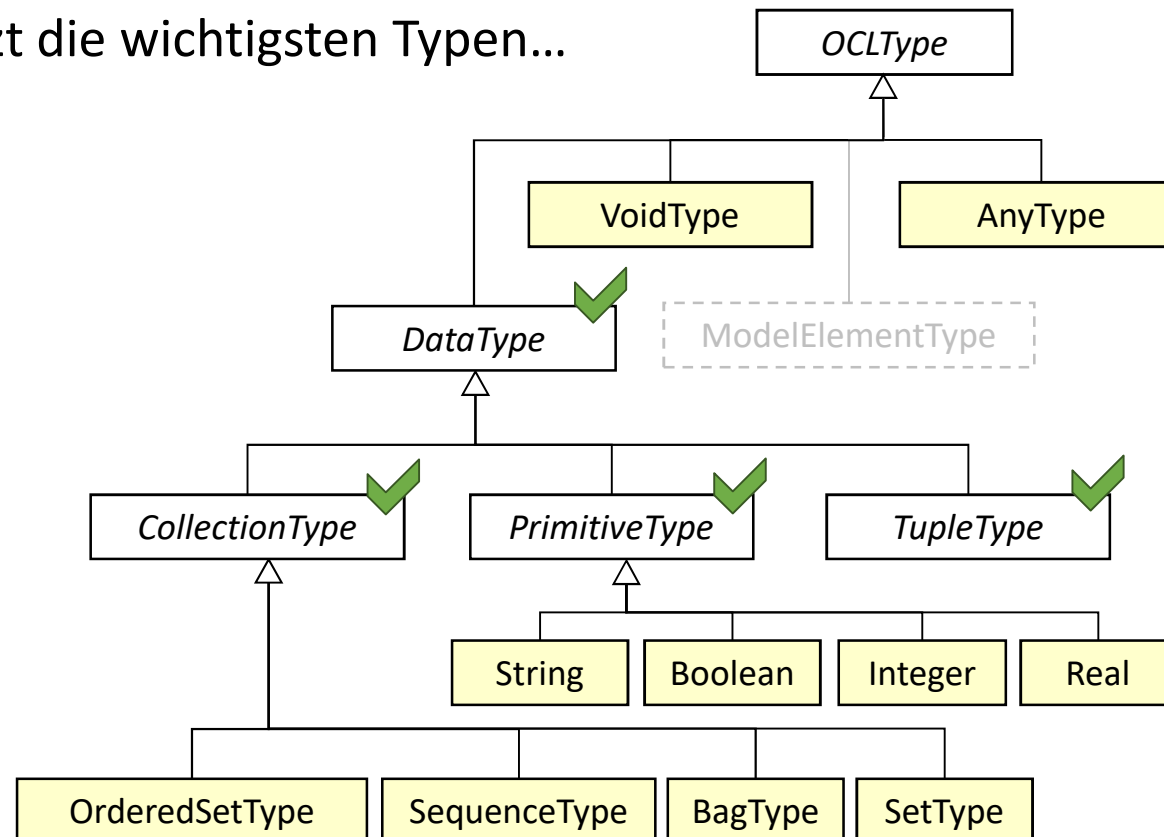 zt die wichtigsten Typen…
OCLType
VoidType
AnyType
DataType
ModelElementType
CollectionType
PrimitiveType
TupleType
String
Boolean
Integer
Real
OrderedSetType
SequenceType
BagType
SetType